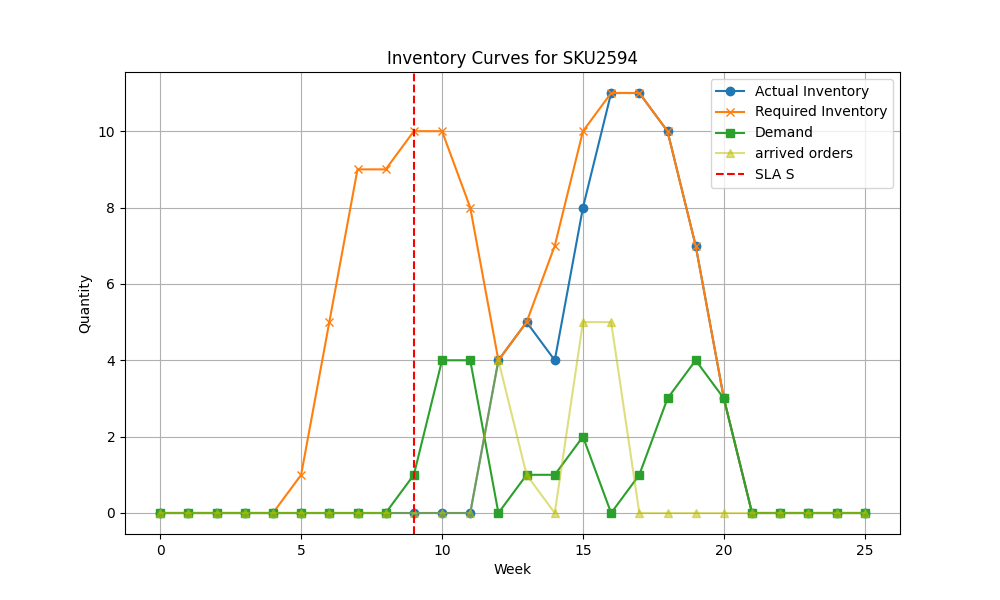 Inventory Curves for SKU2594
Actual Inventory
Required Inventory
Demand
arrived orders
SLA S
Quantity
10
8
6
4
2
0
0 5 10 15 20 25
Week